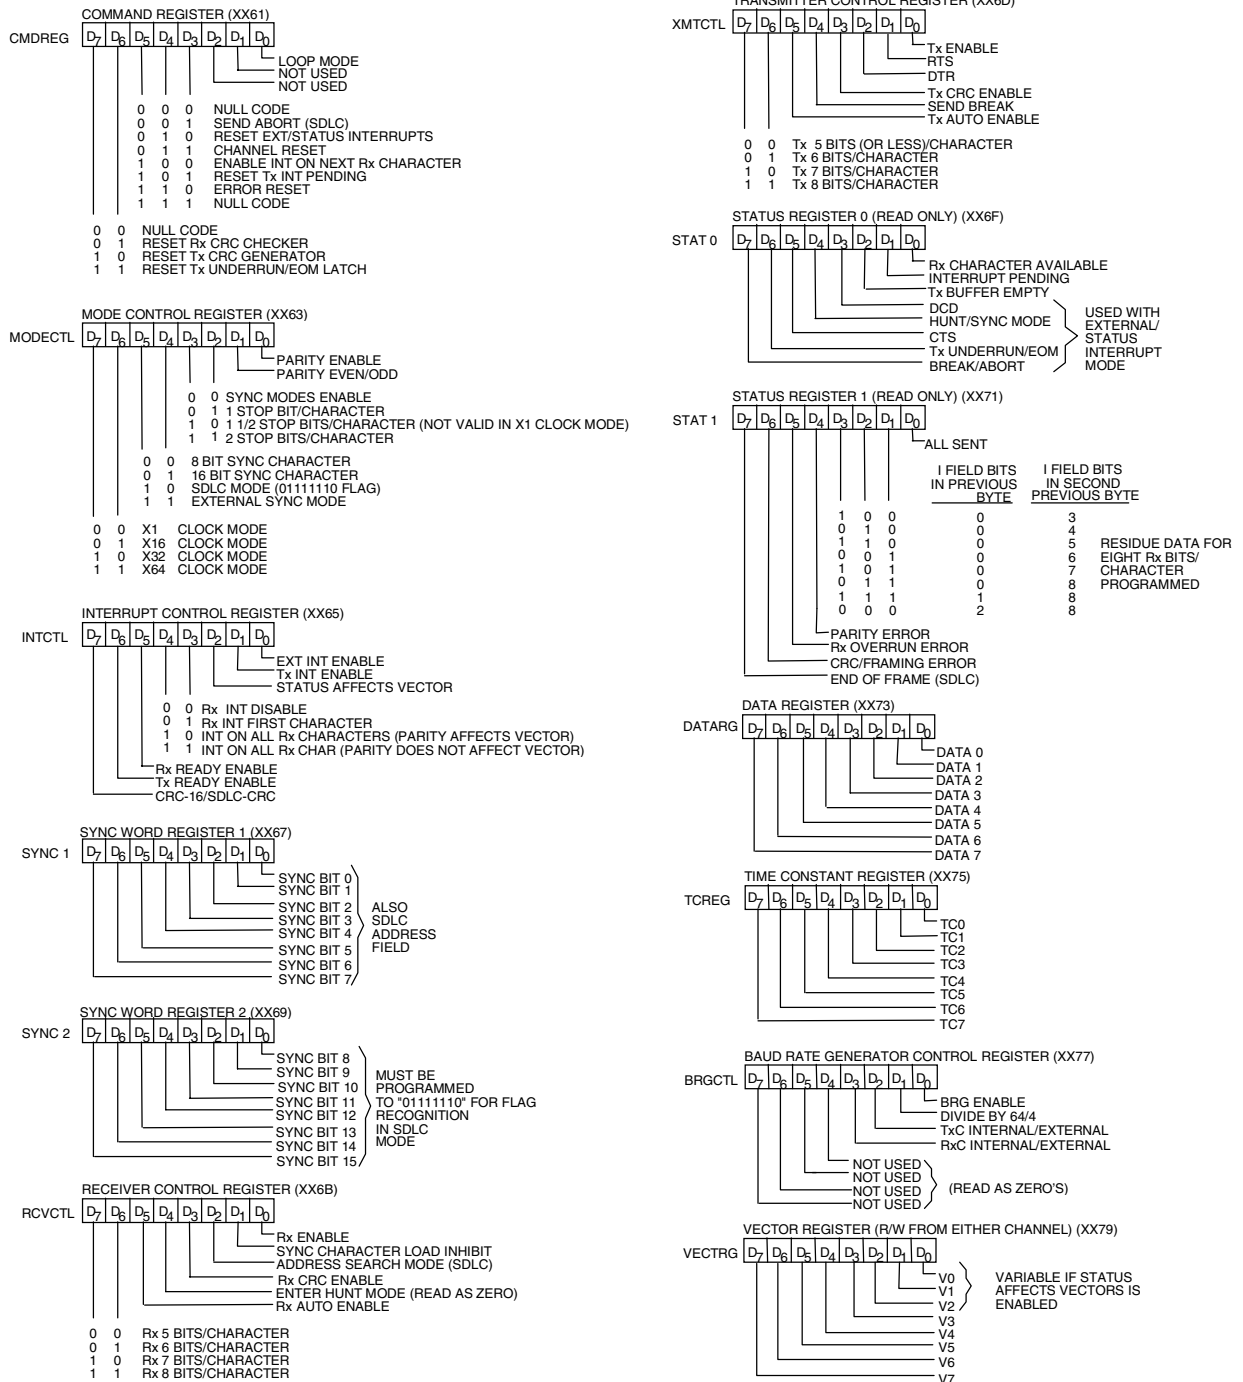 COMMAND REGISTER (XX61)
CMDREG D7 D6 D5 D4 D3 D2 D1 D0
LOOP MODE
NOT USED
NOT USED
0 0 0 NULL CODE
0 0 1 SEND ABORT (SDLC)
0 1 0 RESET EXT/STATUS INTERRUPTS
0 1 1 CHANNEL RESET
1 0 0 ENABLE INT ON NEXT Rx CHARACTER
1 0 1 RESET Tx INT PENDING
1 1 0 ERROR RESET
1 1 1 NULL CODE
0 0 NULL CODE
0 1 RESET Rx CRC CHECKER
1 0 RESET Tx CRC GENERATOR
1 1 RESET Tx UNDERRUN/EOM LATCH
MODE CONTROL REGISTER (XX63)
MODECTL D7 D6 D5 D4 D3 D2 D1 D0
PARITY ENABLE
PARITY EVEN/ODD
0 0 SYNC MODES ENABLE
0 1 1 STOP BIT/CHARACTER
1 0 1 1/2 STOP BITS/CHARACTER (NOT VALID IN X1 CLOCK MODE)
1 1 2 STOP BITS/CHARACTER
0 0 8 BIT SYNC CHARACTER
0 1 16 BIT SYNC CHARACTER
1 0 SDLC MODE (01111110 FLAG)
1 1 EXTERNAL SYNC MODE
0 0 X1 CLOCK MODE
0 1 X16 CLOCK MODE
1 0 X32 CLOCK MODE
1 1 X64 CLOCK MODE
INTERRUPT CONTROL REGISTER (XX65)
INTCTL D7 D6 D5 D4 D3 D2 D1 D0
EXT INT ENABLE
Tx INT ENABLE
STATUS AFFECTS VECTOR
0 0 Rx INT DISABLE
0 1 Rx INT FIRST CHARACTER
1 0 INT ON ALL Rx CHARACTERS (PARITY AFFECTS VECTOR)
1 1 INT ON ALL Rx CHAR (PARITY DOES NOT AFFECT VECTOR)
Rx READY ENABLE
Tx READY ENABLE
CRC-16/SDLC-CRC
SYNC WORD REGISTER 1 (XX67)
SYNC 1 D7 D6 D5 D4 D3 D2 D1 D0
SYNC BIT 0
SYNC BIT 1
SYNC BIT 2 ALSO
SYNC BIT 3 SDLC
SYNC BIT 4 ADDRESS
SYNC BIT 5 FIELD
SYNC BIT 6
SYNC BIT 7
SYNC WORD REGISTER 2 (XX69)
SYNC 2 D7 D6 D5 D4 D3 D2 D1 D0
SYNC BIT 8
SYNC BIT 9 MUST BE
SYNC BIT 10 PROGRAMMED
SYNC BIT 11 TO "01111110" FOR FLAG
SYNC BIT 12 RECOGNITION
SYNC BIT 13 IN SDLC
SYNC BIT 14 MODE
SYNC BIT 15
RECEIVER CONTROL REGISTER (XX6B)
RCVCTL D7 D6 D5 D4 D3 D2 D1 D0
Rx ENABLE
SYNC CHARACTER LOAD INHIBIT
ADDRESS SEARCH MODE (SDLC)
Rx CRC ENABLE
ENTER HUNT MODE (READ AS ZERO)
Rx AUTO ENABLE
0 0 Rx 5 BITS/CHARACTER
0 1 Rx 6 BITS/CHARACTER
1 0 Rx 7 BITS/CHARACTER
1 1 Rx 8 BITS/CHARACTER
TRANSMITTER CONTROL REGISTER (XX6D)
XMTCTL D7 D6 D5 D4 D3 D2 D1 D0
Tx ENABLE
RTS
DTR
Tx CRC ENABLE
SEND BREAK
Tx AUTO ENABLE
0 0 Tx 5 BITS (OR LESS)/CHARACTER
0 1 Tx 6 BITS/CHARACTER
1 0 Tx 7 BITS/CHARACTER
1 1 Tx 8 BITS/CHARACTER
STATUS REGISTER 0 (READ ONLY) (XX6F)
STAT 0 D7 D6 D5 D4 D3 D2 D1 D0
Rx CHARACTER AVAILABLE
INTERRUPT PENDING
Tx BUFFER EMPTY
DCD USED WITH
HUNT/SYNC MODE EXTERNAL/
CTS STATUS
Tx UNDERRUN/EOM INTERRUPT
BREAK/ABORT MODE
STATUS REGISTER 1 (READ ONLY) (XX71)
STAT 1 D7 D6 D5 D4 D3 D2 D1 D0
ALL SENT
I FIELD BITS I FIELD BITS
IN PREVIOUS IN SECOND
BYTE PREVIOUS BYTE
1 0 0 0 3
0 1 0 0 4
1 1 0 0 5 RESIDUE DATA FOR
0 0 1 0 6 EIGHT Rx BITS/
1 0 1 0 7 CHARACTER
0 1 1 0 8 PROGRAMMED
1 1 1 1 8
0 0 0 2 8
PARITY ERROR
Rx OVERRUN ERROR
CRC/FRAMING ERROR
END OF FRAME (SDLC)
DATA REGISTER (XX73)
DATARG D7 D6 D5 D4 D3 D2 D1 D0
DATA 0
DATA 1
DATA 2
DATA 3
DATA 4
DATA 5
DATA 6
DATA 7
TIME CONSTANT REGISTER (XX75)
TCREG D7 D6 D5 D4 D3 D2 D1 D0
TC0
TC1
TC2
TC3
TC4
TC5
TC6
TC7
BAUD RATE GENERATOR CONTROL REGISTER (XX77)
BRGCTL D7 D6 D5 D4 D3 D2 D1 D0
BRG ENABLE
DIVIDE BY 64/4
TxC INTERNAL/EXTERNAL
RxC INTERNAL/EXTERNAL
NOT USED
NOT USED
NOT USED (READ AS ZERO'S)
NOT USED
VECTOR REGISTER (R/W FROM EITHER CHANNEL) (XX79)
VECTRG D7 D6 D5 D4 D3 D2 D1 D0
V0 VARIABLE IF STATUS
V1 AFFECTS VECTORS IS
V2 ENABLED
V3
V4
V5
V6
V7